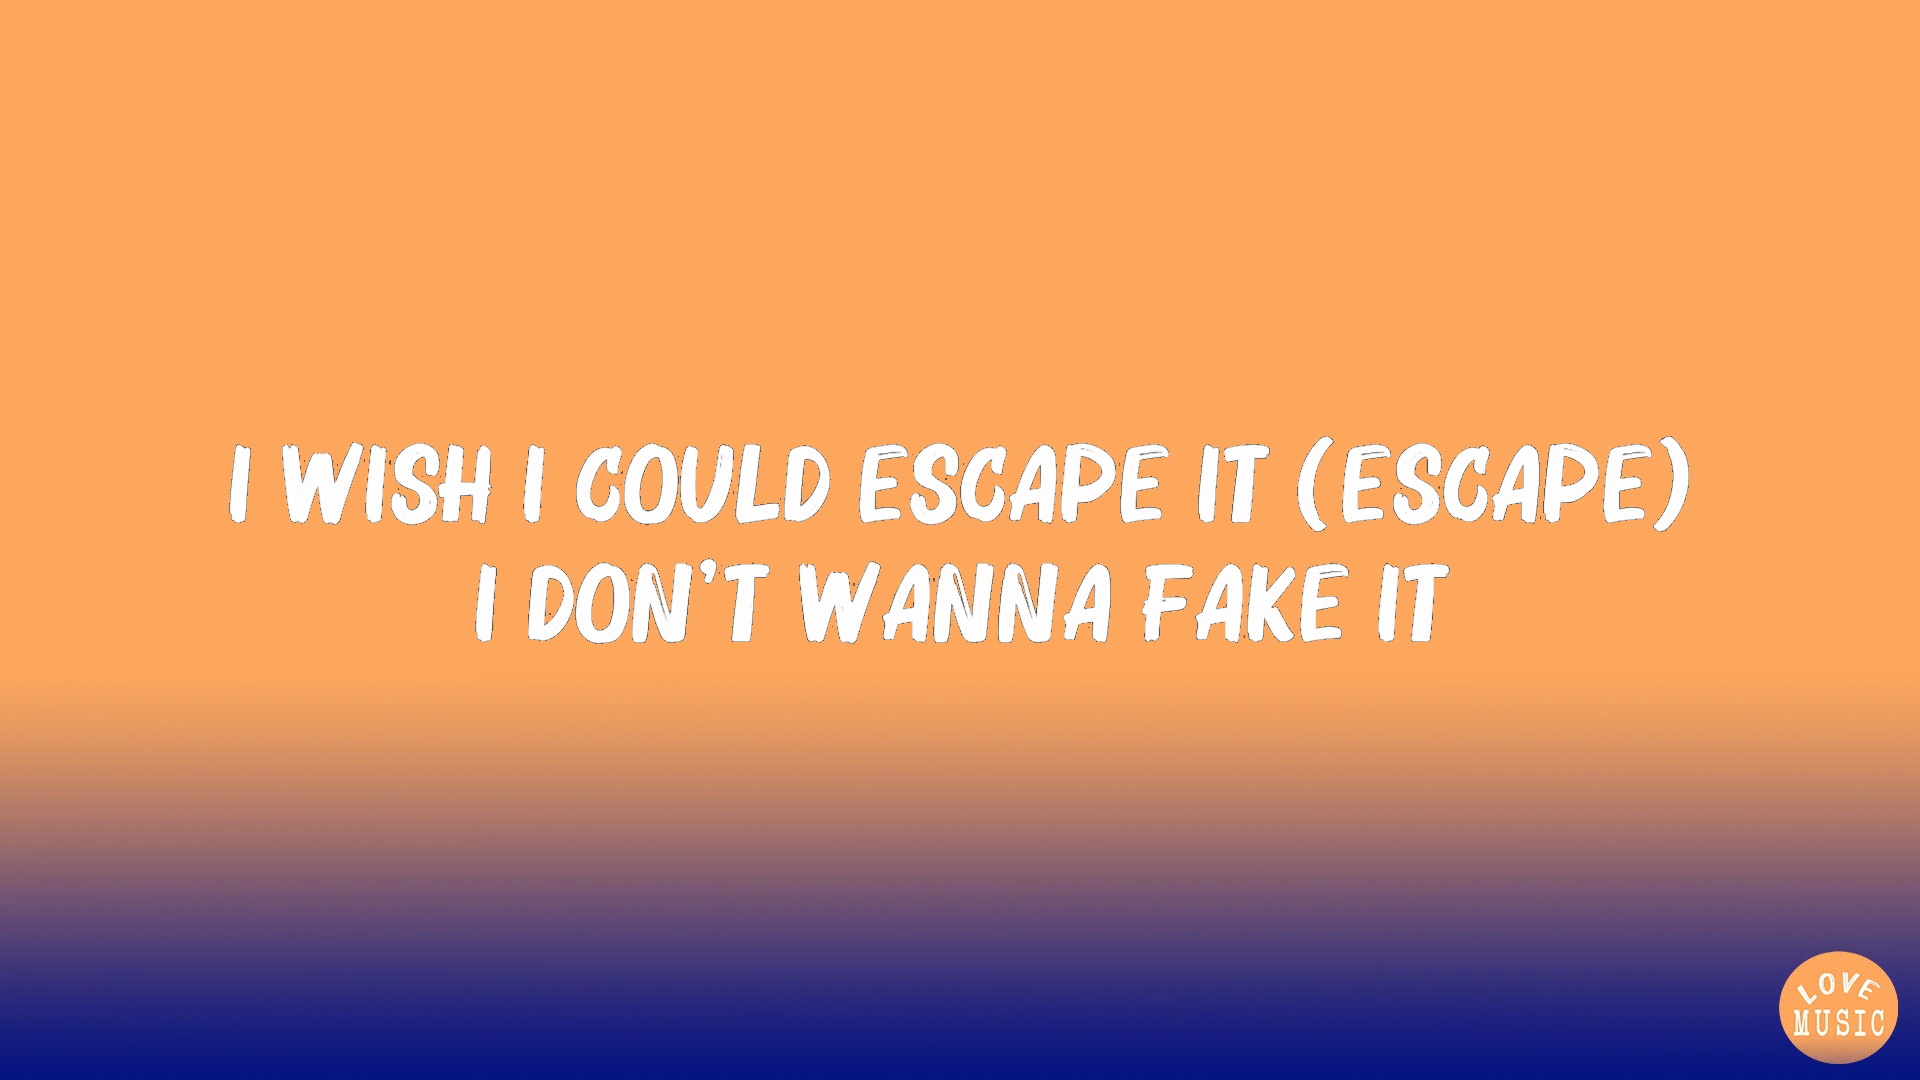 I WISH I COULD ESCAPE IT (ESCAPE)
I DON'T WANNA FAKE IT
LOVE
MUSIC